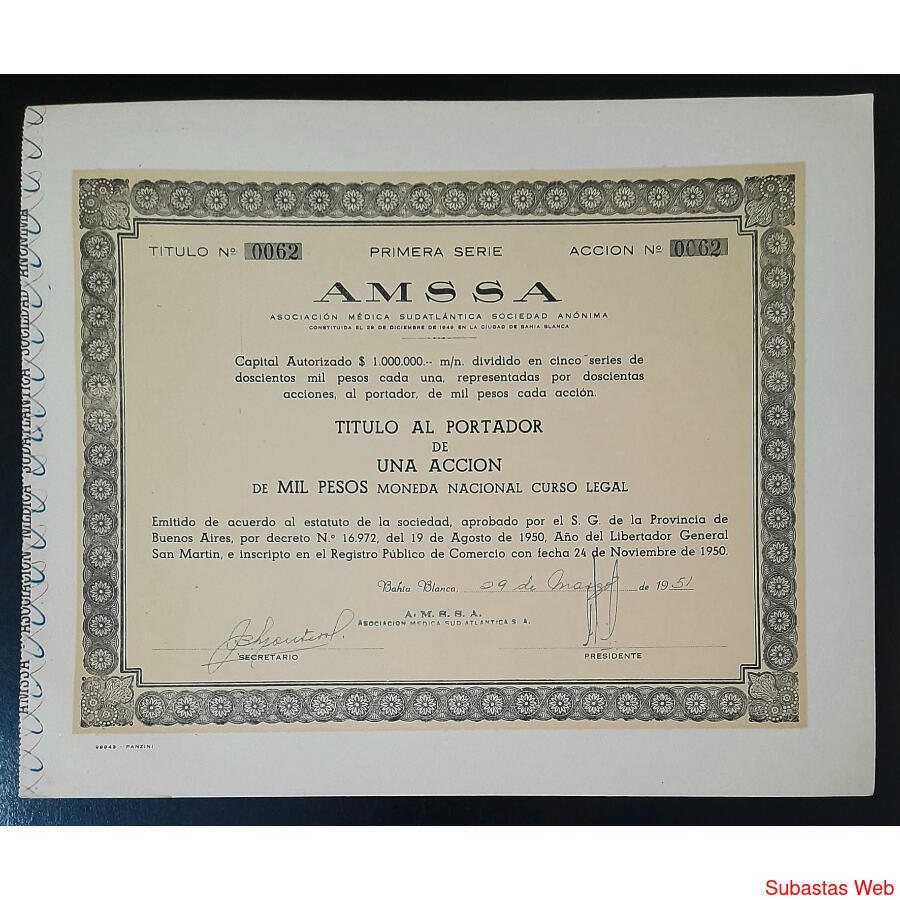 TITULO Nº 0062 PRIMERA SERIE ACCION Nº 0062
AMSSA
ASOCIACIÓN MÉDICA SUDATLÁNTICA SOCIEDAD ANÓNIMA
CONSTITUIDA EL 29 DE DICIEMBRE DE 1949 EN LA CIUDAD DE BAHIA BLANCA
Capital Autorizado $ 1.000.000.-- m/n. dividido en cinco series de
doscientos mil pesos cada una, representadas por doscientas
acciones, al portador, de mil pesos cada acción.
TITULO AL PORTADOR
DE
UNA ACCION
DE MIL PESOS MONEDA NACIONAL CURSO LEGAL
Emitido de acuerdo al estatuto de la sociedad, aprobado por el S. G. de la Provincia de
Buenos Aires, por decreto N.º 16.972, del 19 de Agosto de 1950, Año del Libertador General
San Martin, e inscripto en el Registro Público de Comercio con fecha 24 de Noviembre de 1950.
Bahía Blanca, 29 de Marzo de 1951
A. M. S. S. A.
ASOCIACION MEDICA SUD ATLANTICA S. A.
SECRETARIO
PRESIDENTE
AMSSA - ASOCIACION MEDICA SUDATLANTICA SOCIEDAD ANONIMA
PANZINI
Subastas Web